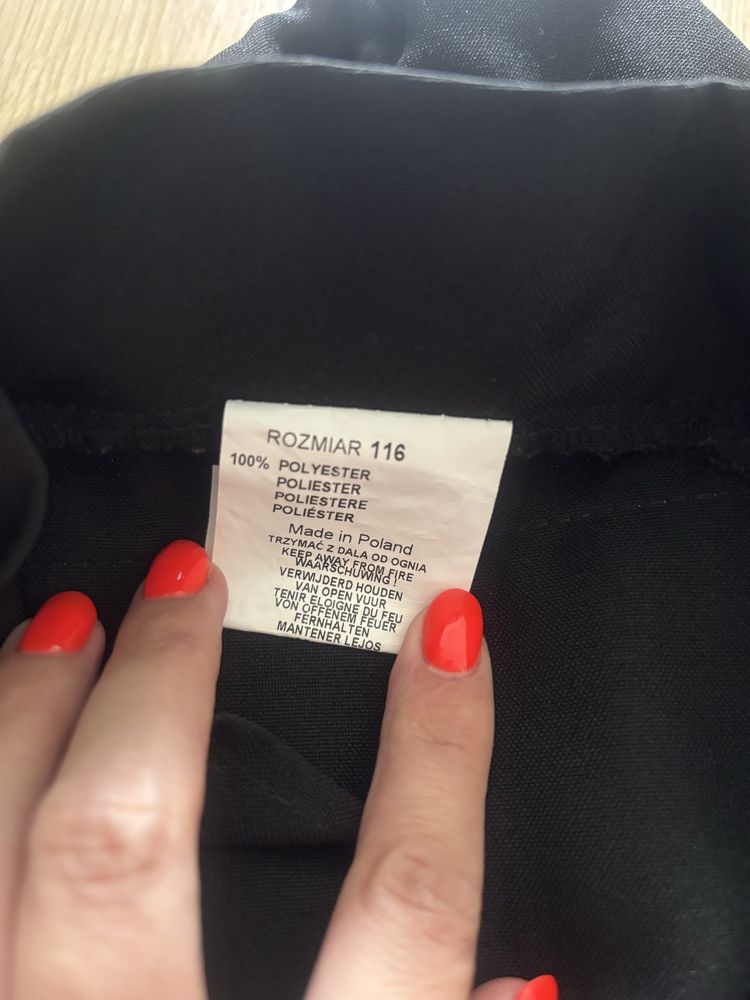 ROZMIAR 116
100% POLYESTER
POLIESTER
POLIESTERE
POLIÉSTER
Made in Poland
TRZYMAĆ Z DALA OD OGNIA
KEEP AWAY FROM FIRE
WAARSCHUWING !
VERWIJDERD HOUDEN
VAN OPEN VUUR
TENIR ELOIGNE DU FEU
VON OFFENEM FEUER
FERNHALTEN
MANTENER LEJOS